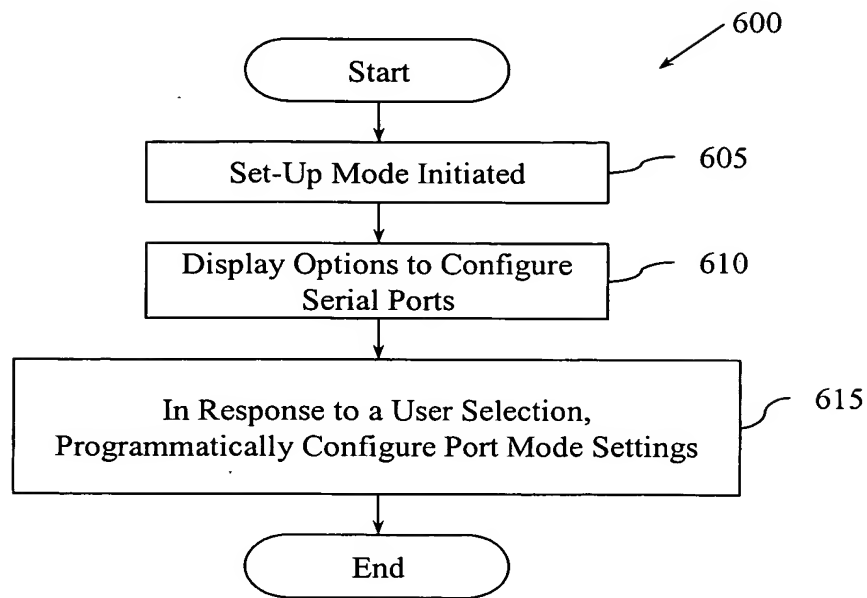 600
Start
Set-Up Mode Initiated
605
Display Options to Configure
Serial Ports
610
In Response to a User Selection,
Programmatically Configure Port Mode Settings
615
End